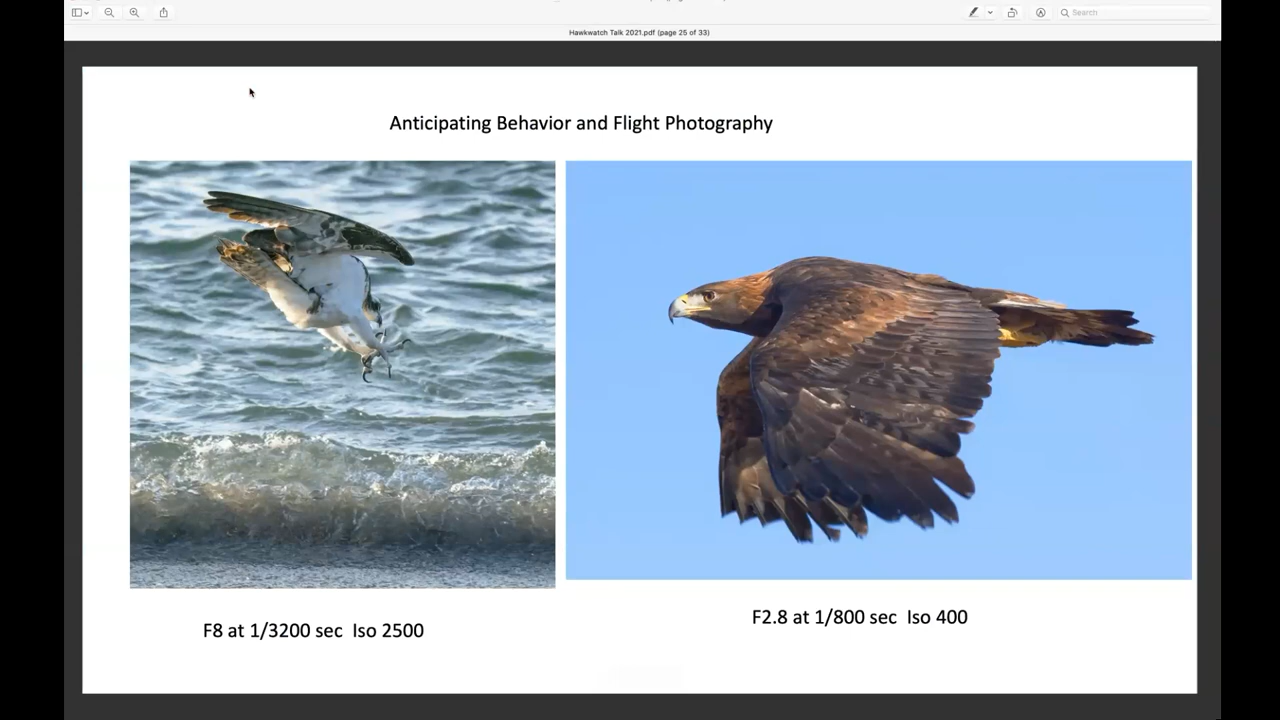 Search
Hawkwatch Talk 2021.pdf (page 25 of 33)
Anticipating Behavior and Flight Photography
F8 at 1/3200 sec Iso 2500
F2.8 at 1/800 sec Iso 400